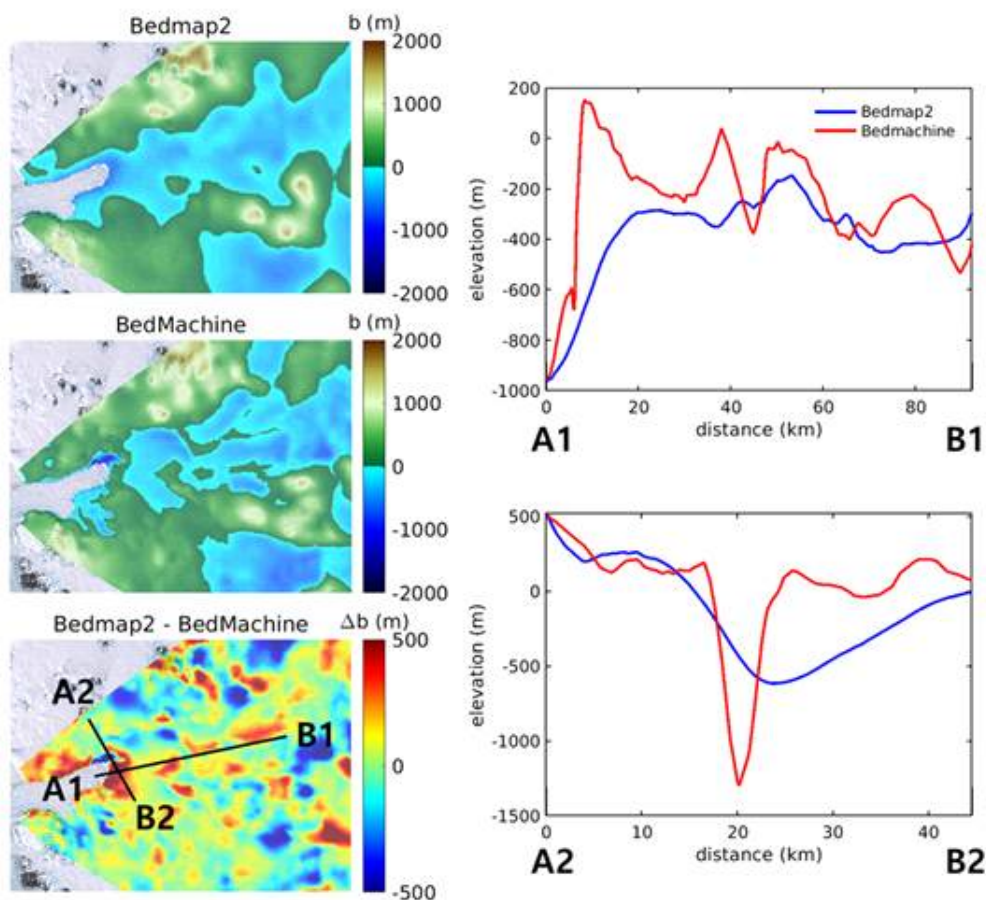 Bedmap2
b (m)
2000
1000
0
-1000
-2000
BedMachine
b (m)
2000
1000
0
-1000
-2000
Bedmap2 - BedMachine
Δb (m)
500
0
-500
A2
B1
A1
B2
200
0
-200
-400
-600
-800
-1000
elevation (m)
Bedmap2
Bedmachine
0
20
40
60
80
A1
distance (km)
B1
500
0
-500
-1000
-1500
elevation (m)
0
10
20
30
40
A2
distance (km)
B2